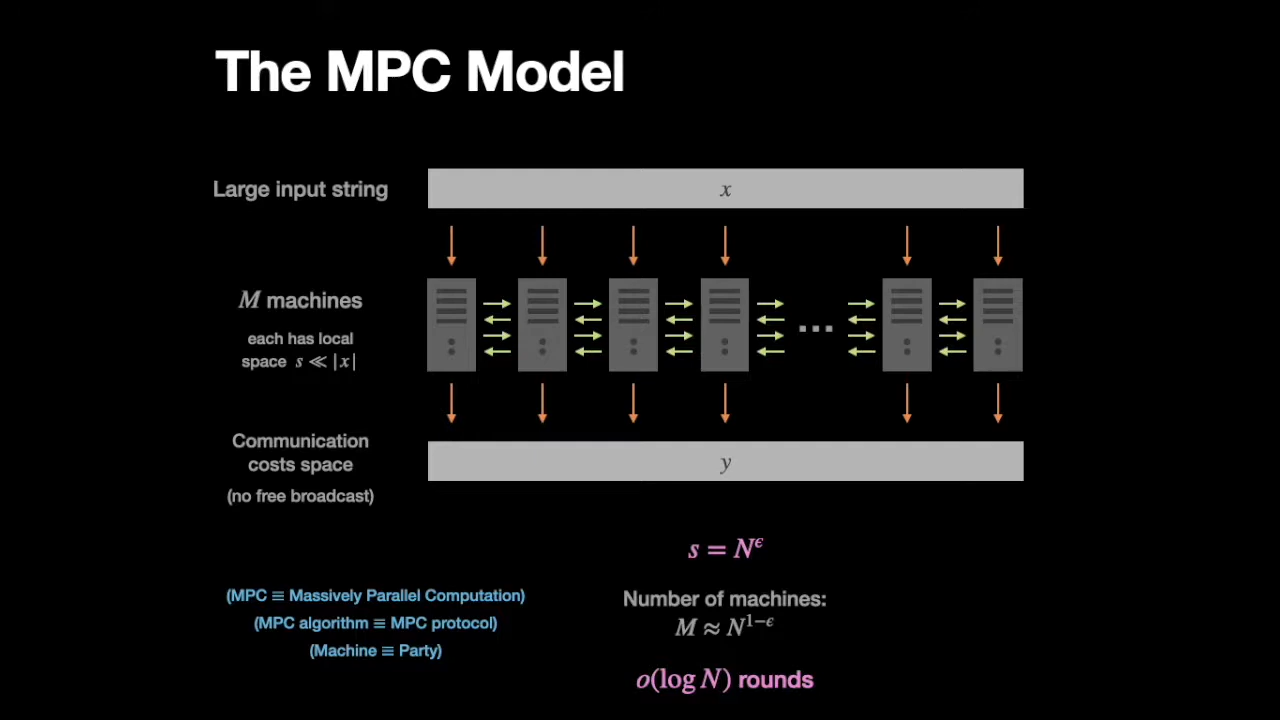 The MPC Model
Large input string
x
M machines
each has local
space s ≪ |x|
...
Communication
costs space
(no free broadcast)
y
s = N^ϵ
(MPC ≡ Massively Parallel Computation)
(MPC algorithm ≡ MPC protocol)
(Machine ≡ Party)
Number of machines:
M ≈ N^{1−ϵ}
o(log N) rounds